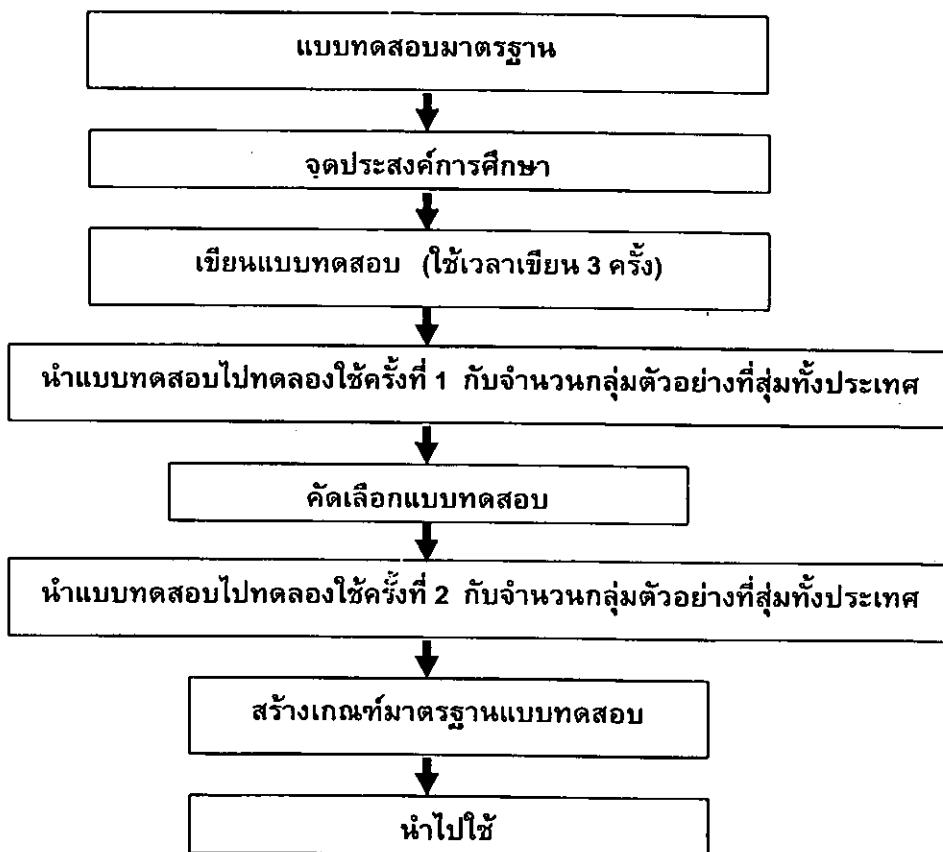 แบบทดสอบมาตรฐาน
จุดประสงค์การศึกษา
เขียนแบบทดสอบ (ใช้เวลาเขียน 3 ครั้ง)
นำแบบทดสอบไปทดลองใช้ครั้งที่ 1 กับจำนวนกลุ่มตัวอย่างที่สุ่มทั้งประเทศ
คัดเลือกแบบทดสอบ
นำแบบทดสอบไปทดลองใช้ครั้งที่ 2 กับจำนวนกลุ่มตัวอย่างที่สุ่มทั้งประเทศ
สร้างเกณฑ์มาตรฐานแบบทดสอบ
นำไปใช้